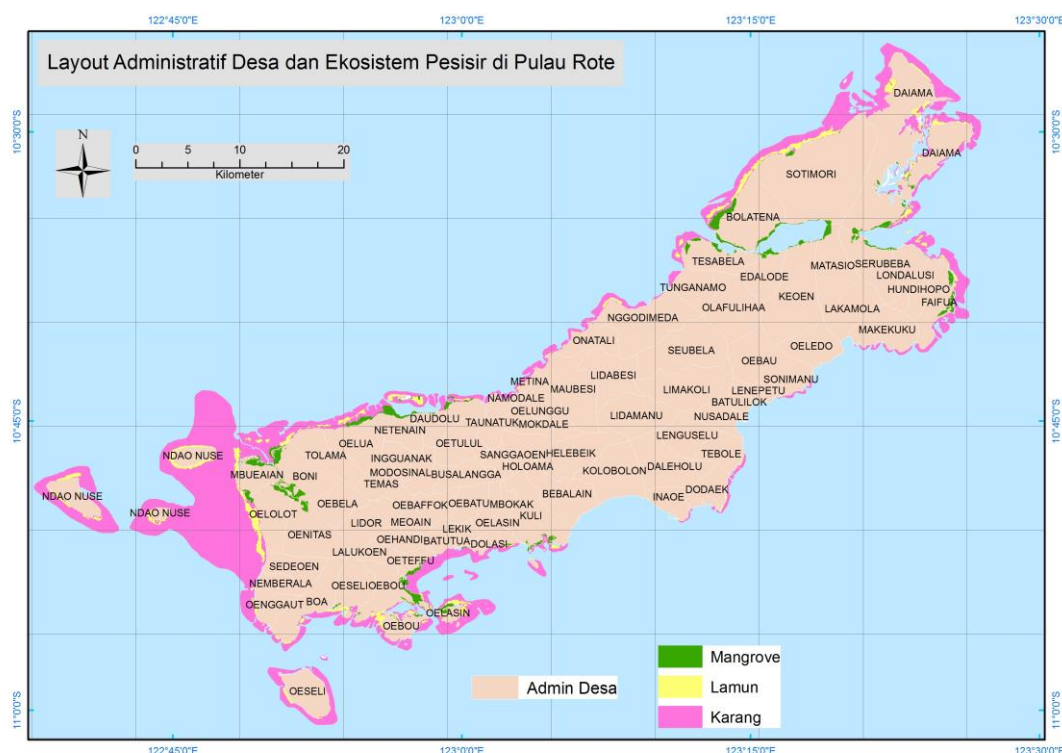 122°45'0"E 123°0'0"E 123°15'0"E 123°30'0"E
Layout Administratif Desa dan Ekosistem Pesisir di Pulau Rote
N
0 5 10 20
Kilometer
10°30'0"S
10°30'0"S
DAIAMA
DAIAMA
SOTIMORI
BOLATENA
TESABELA
MATASIO
SERUBEBA
EDALODE
LONDALUSI
TUNGANAMO
KEOEN
HUNDIHOPO
OLAFULIHAA
LAKAMOLA
FAIFUA
NGGODIMEDA
MAKEKUKU
ONATALI
SEUBELA
OELEDO
OEBAU
LIDABESI
SONIMANU
METINA
MAUBESI
LIMAKOLI
LENEPETU
NAMODALE
BATULILOK
10°45'0"S
10°45'0"S
OELUNGGU
LIDAMANU
NUSADALE
DAUDOLU
TAUNATUK
MOKDALE
NETENAIN
LENGUSELU
OELUA
OETULUL
NDAO NUSE
TOLAMA
INGGUANAK
SANGGAOEN
HELEBEIK
TEBOLE
MBUEAIAN
BONI
MODOSINAL
BUSALANGGA
HOLOAMA
KOLOBOLON
DALEHOLU
TEMAS
NDAO NUSE
BEBALAIN
INAOE
DODAEK
NDAO NUSE
OELOLOT
OEBELA
OEBAFFOK
OEBATUMBOKAK
LIDOR
MEOAIN
LEKIK
OELASIN
KULI
OENITAS
OEHANDI
BATUTUA
DOLASI
LALUKOEN
OETEFFU
SEDEOEN
NEMBERALA
OESELIOEBOU
OENGGAUT
BOA
OELASIN
OEBOU
OESELI
Admin Desa
Mangrove
Lamun
Karang
11°0'0"S
11°0'0"S
122°45'0"E 123°0'0"E 123°15'0"E 123°30'0"E